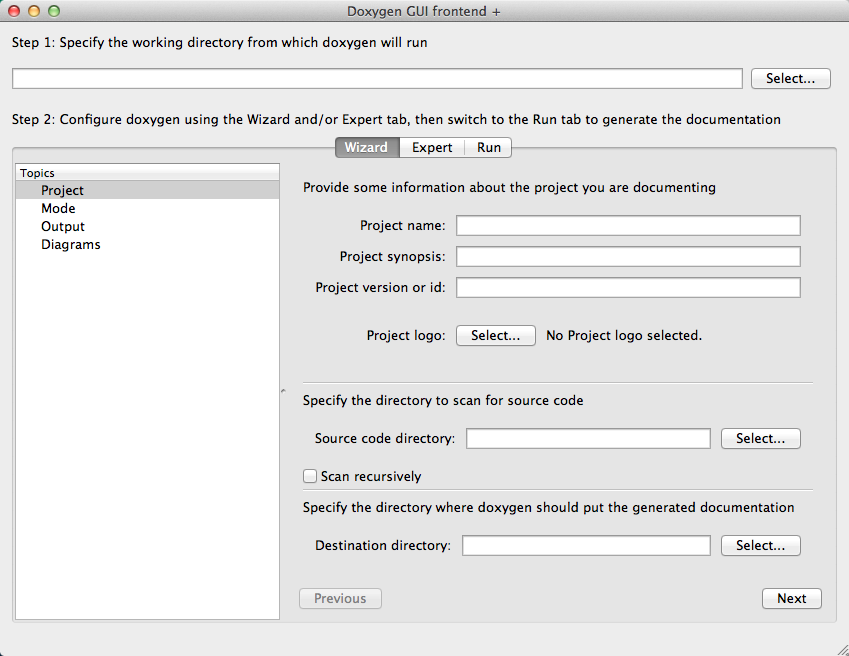 Doxygen GUI frontend +
Step 1: Specify the working directory from which doxygen will run
Select...
Step 2: Configure doxygen using the Wizard and/or Expert tab, then switch to the Run tab to generate the documentation
Wizard Expert Run
Topics
Project
Mode
Output
Diagrams
Provide some information about the project you are documenting
Project name:
Project synopsis:
Project version or id:
Project logo: Select... No Project logo selected.
Specify the directory to scan for source code
Source code directory: Select...
Scan recursively
Specify the directory where doxygen should put the generated documentation
Destination directory: Select...
Previous Next